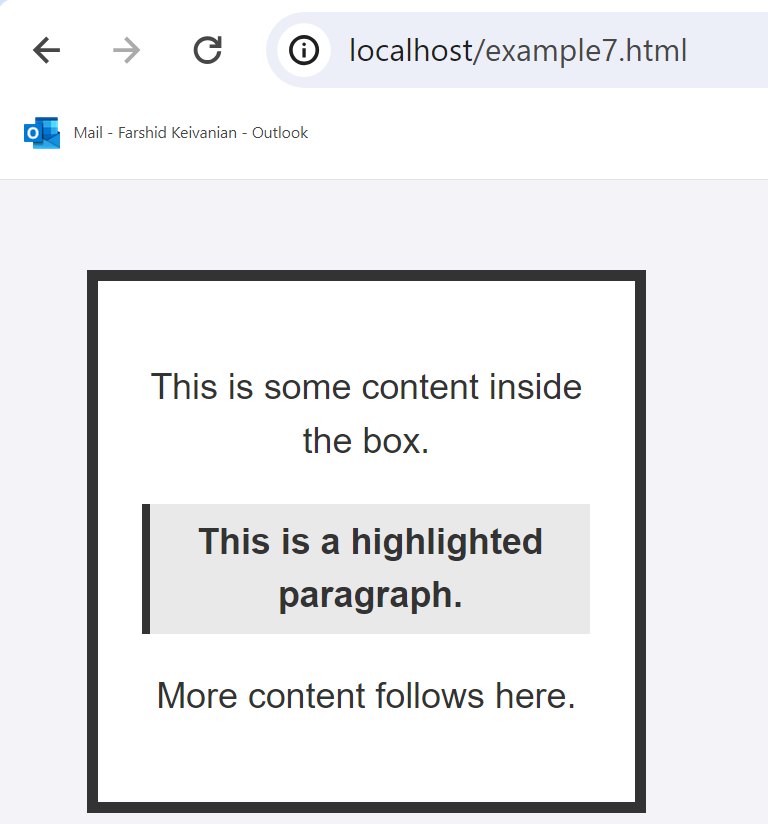 localhost/example7.html
Mail - Farshid Keivanian - Outlook
This is some content inside
the box.
This is a highlighted
paragraph.
More content follows here.